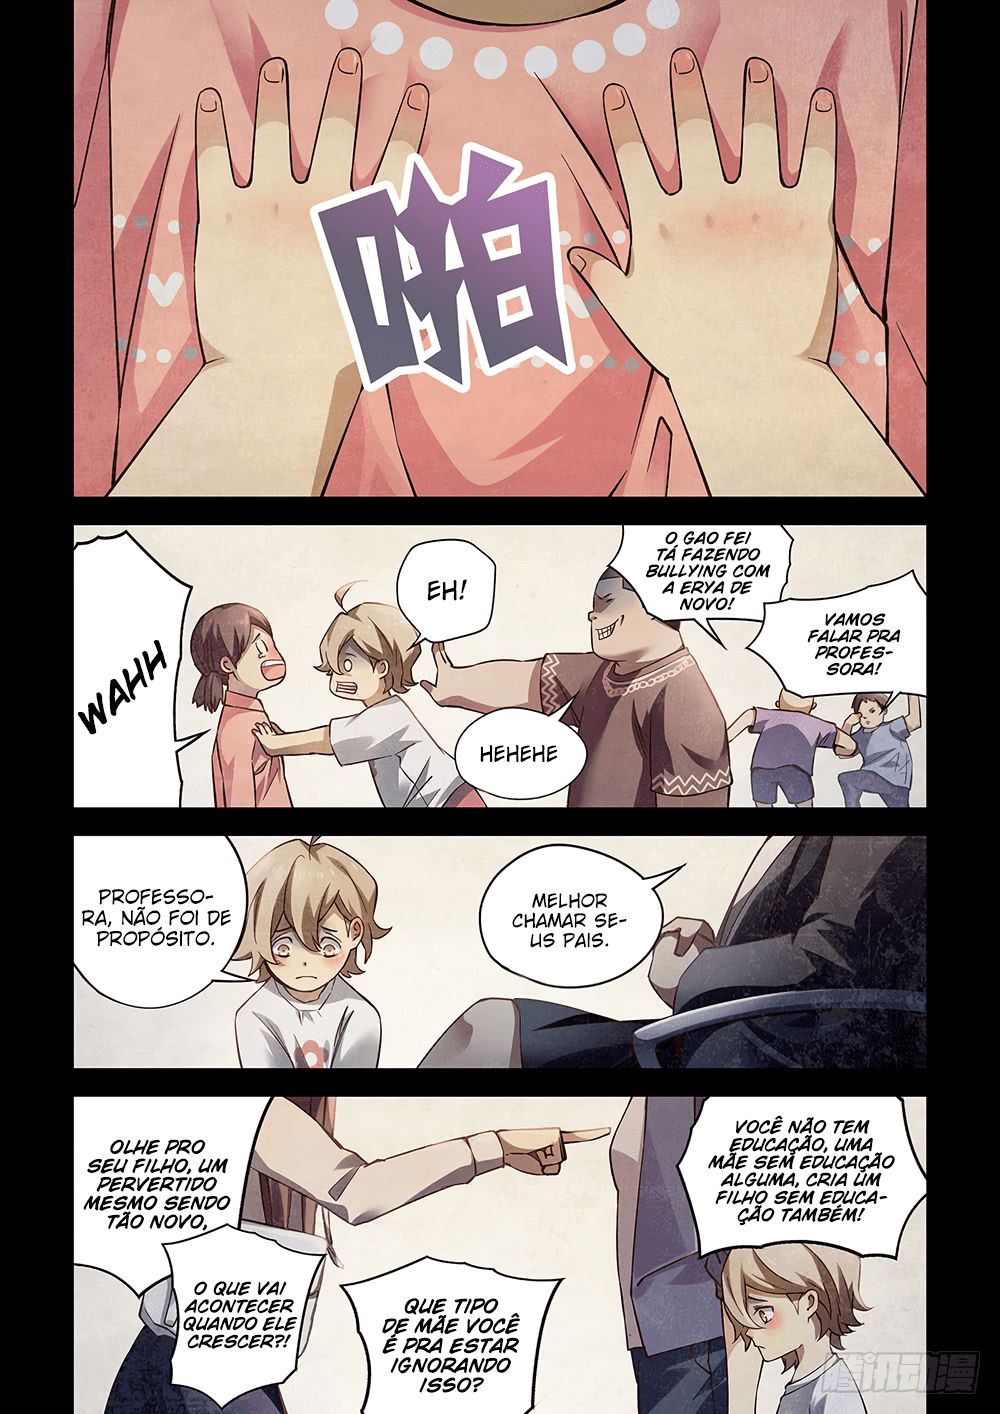 啪
O GAO FEI
TÁ FAZENDO
BULLYING COM
A ERYA DE
NOVO!
EH!
VAMOS
FALAR PRA
PROFES-
SORA!
WAHH
HEHEHE
PROFESSO-
RA, NÃO FOI DE
PROPÓSITO.
MELHOR
CHAMAR SE-
US PAIS.
OLHE PRO
SEU FILHO, UM
PERVERTIDO
MESMO SENDO
TÃO NOVO,
O QUE VAI
ACONTECER
QUANDO ELE
CRESCER?!
VOCÊ NÃO TEM
EDUCAÇÃO, UMA
MÃE SEM EDUCAÇÃO
ALGUMA, CRIA UM
FILHO SEM EDUCA-
ÇÃO TAMBÉM!
QUE TIPO
DE MÃE VOCÊ
É PRA ESTAR
IGNORANDO
ISSO?